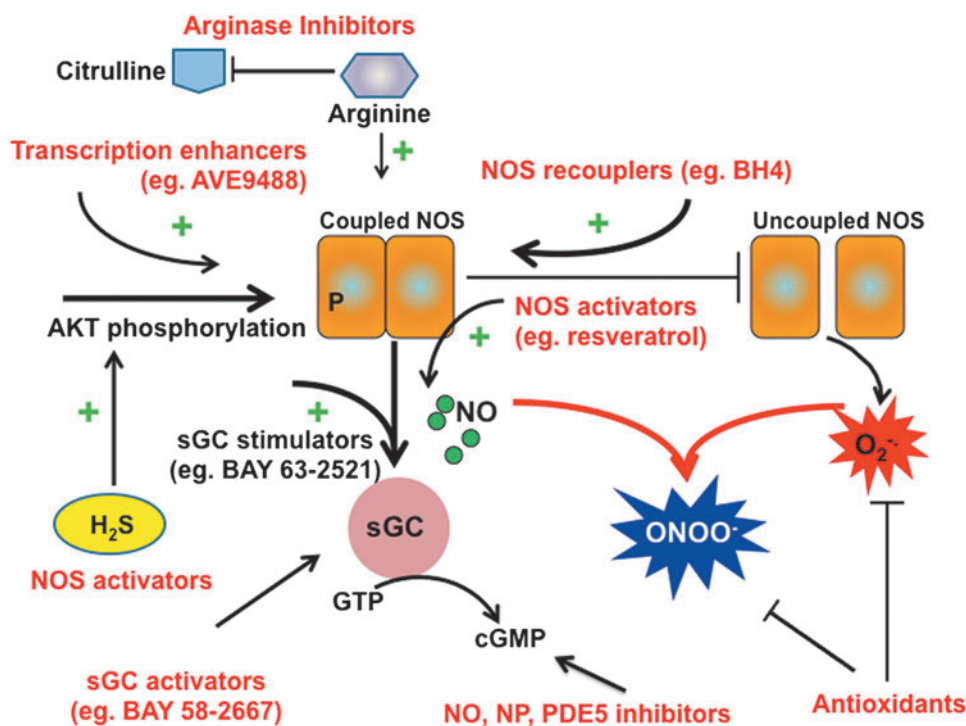 Arginase Inhibitors
Citrulline
Arginine
+
Transcription enhancers
(eg. AVE9488)
+
NOS recouplers (eg. BH4)
+
Coupled NOS
Uncoupled NOS
P
AKT phosphorylation
NOS activators
(eg. resveratrol)
+
+
+
NO
sGC stimulators
(eg. BAY 63-2521)
O₂⁻·
H₂S
sGC
ONOO⁻
NOS activators
GTP
cGMP
sGC activators
(eg. BAY 58-2667)
NO, NP, PDE5 inhibitors
Antioxidants